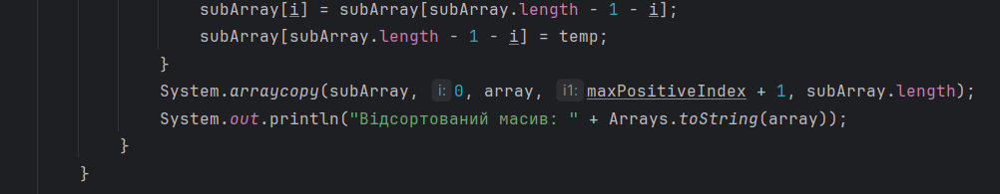 subArray[i] = subArray[subArray.length - 1 - i];
subArray[subArray.length - 1 - i] = temp;
}
System.arraycopy(subArray, i: 0, array, i1: maxPositiveIndex + 1, subArray.length);
System.out.println("Відсортований масив: " + Arrays.toString(array));
}
}